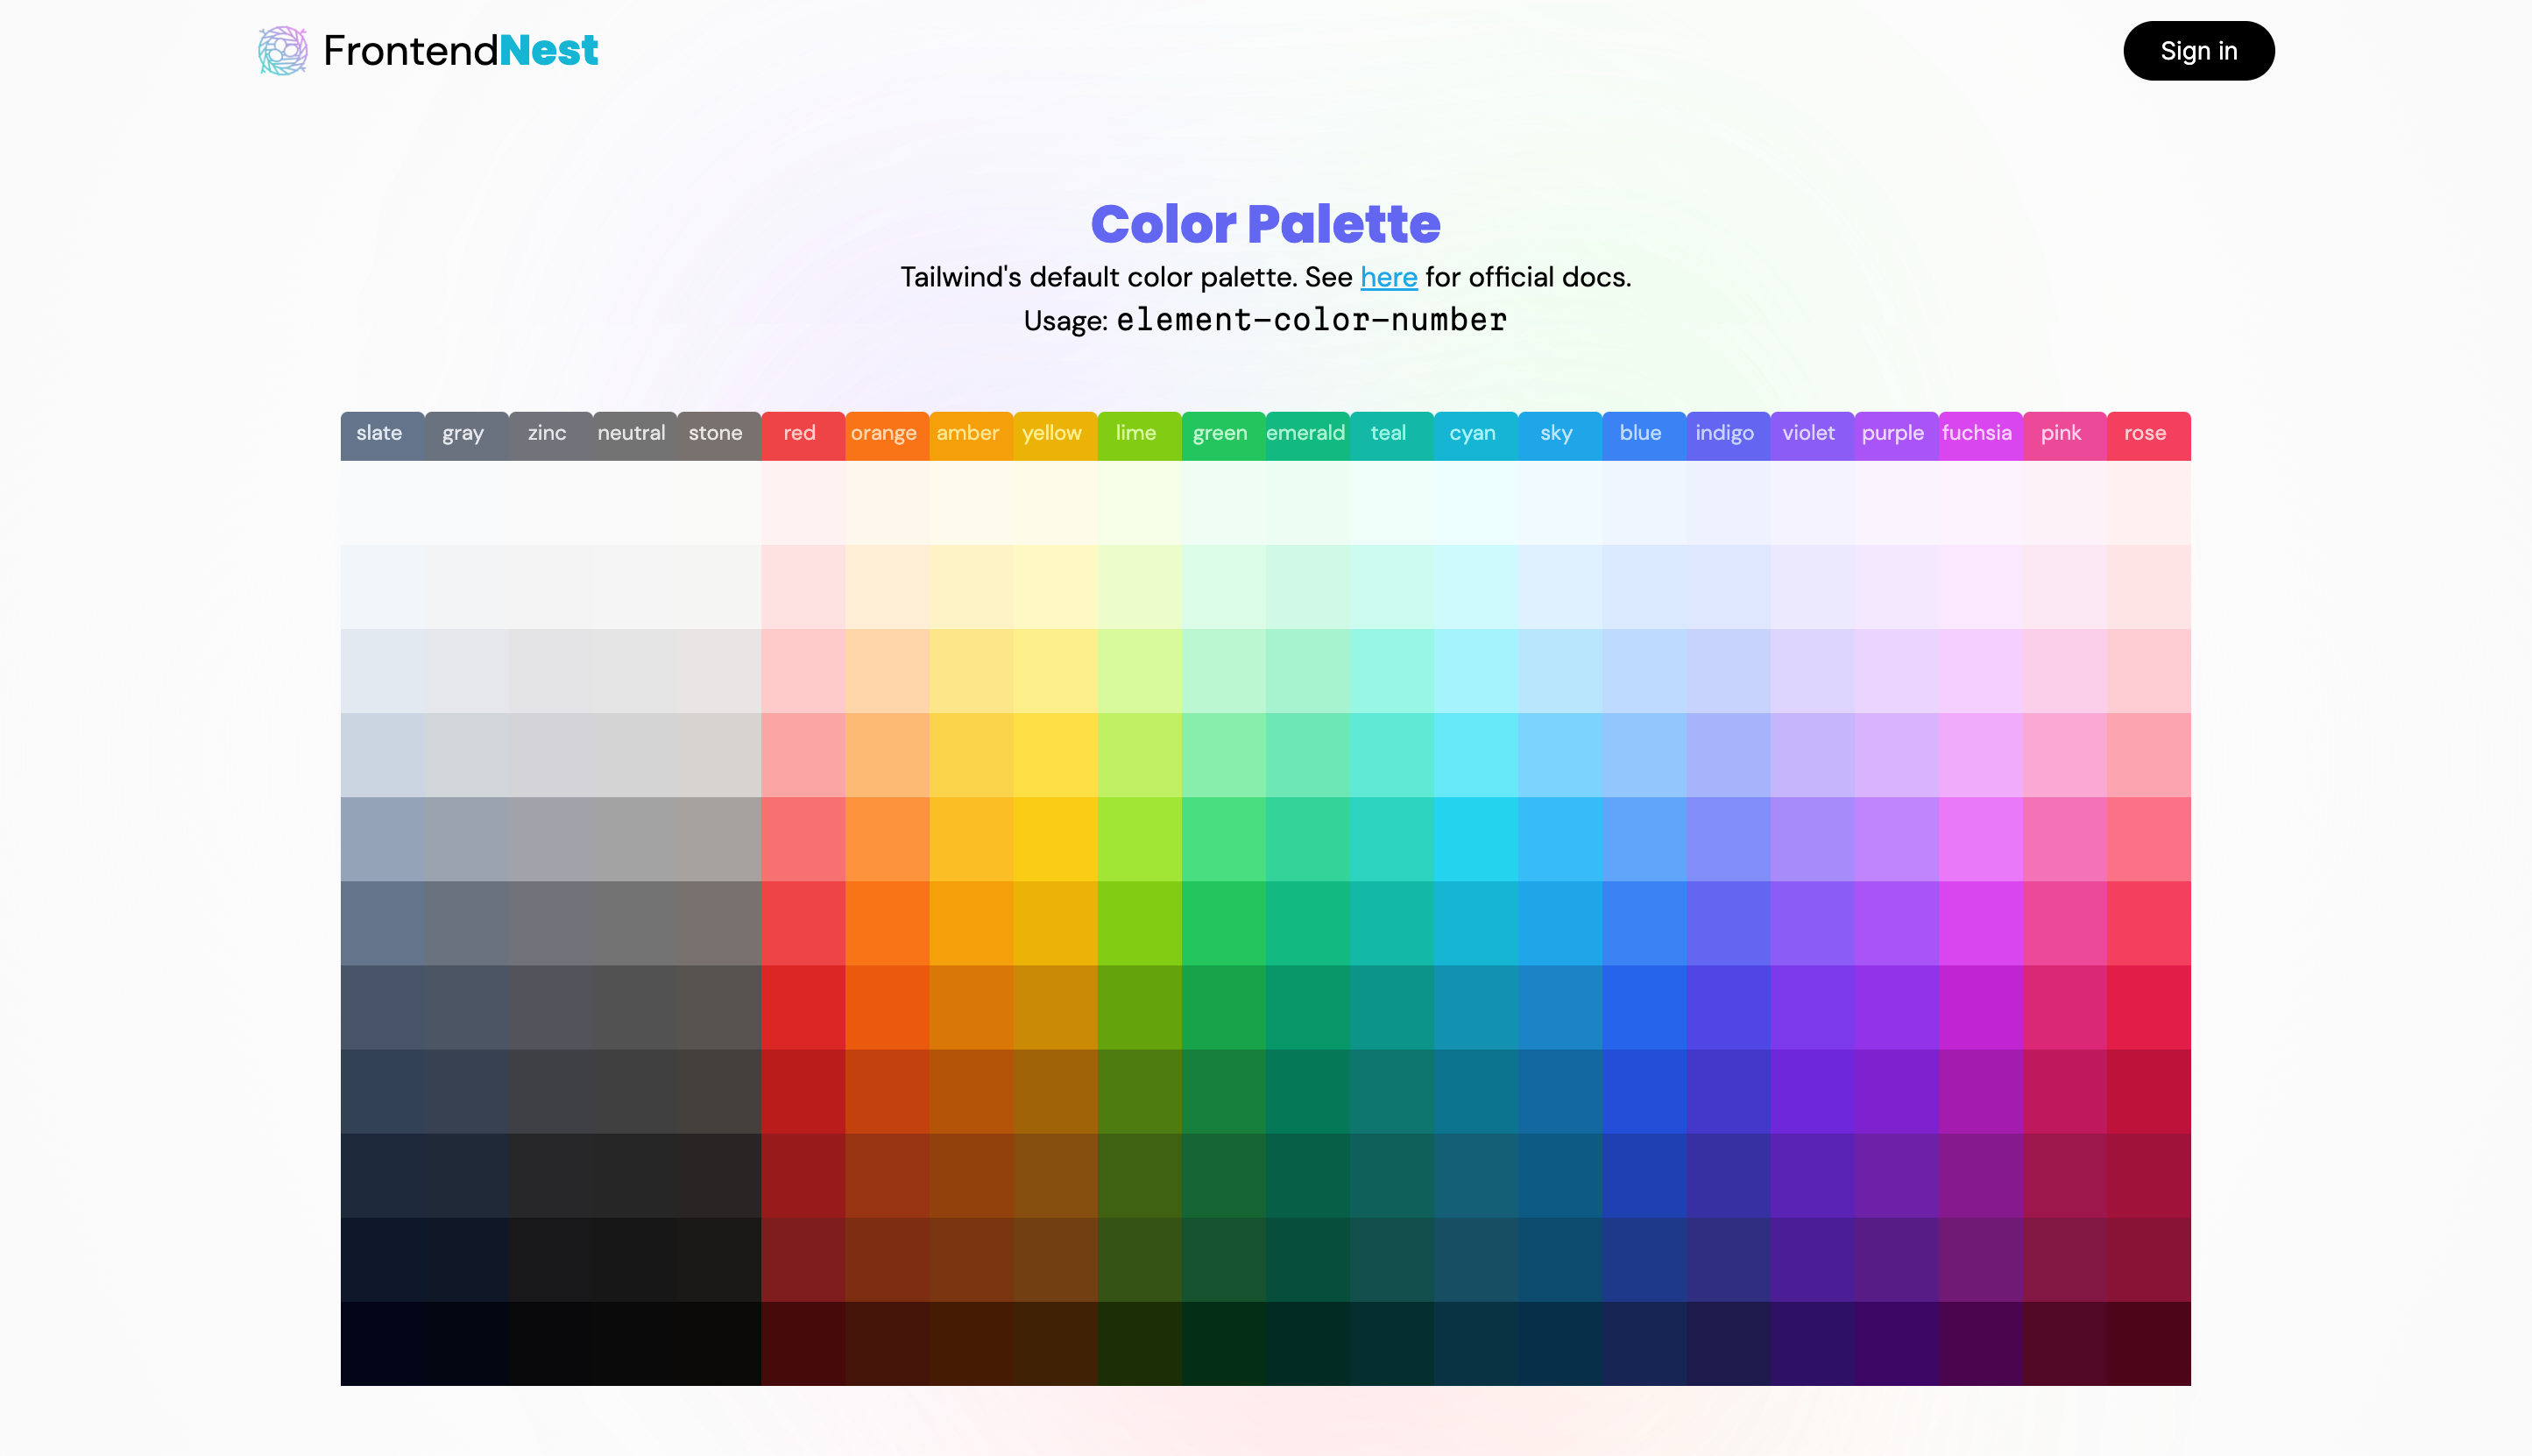 FrontendNest
Sign in
Color Palette
Tailwind's default color palette. See here for official docs.
Usage: element-color-number
slate gray zinc neutral stone red orange amber yellow lime green emerald teal cyan sky blue indigo violet purple fuchsia pink rose